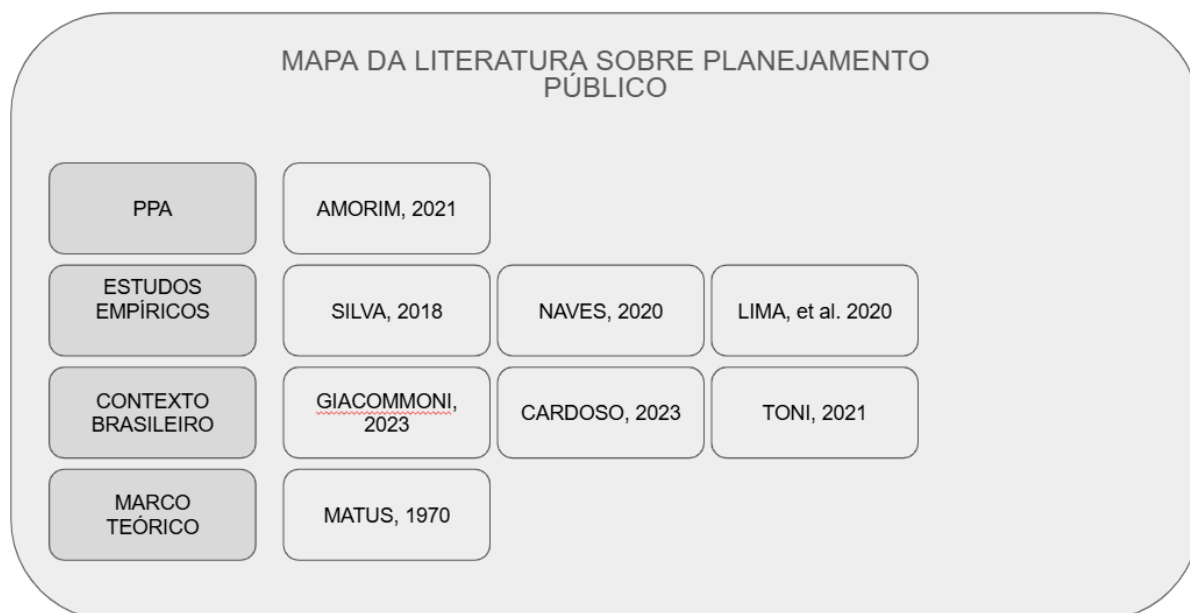 MAPA DA LITERATURA SOBRE PLANEJAMENTO
PÚBLICO
PPA
AMORIM, 2021
ESTUDOS
EMPÍRICOS
SILVA, 2018
NAVES, 2020
LIMA, et al. 2020
CONTEXTO
BRASILEIRO
GIACOMMONI,
2023
CARDOSO, 2023
TONI, 2021
MARCO
TEÓRICO
MATUS, 1970